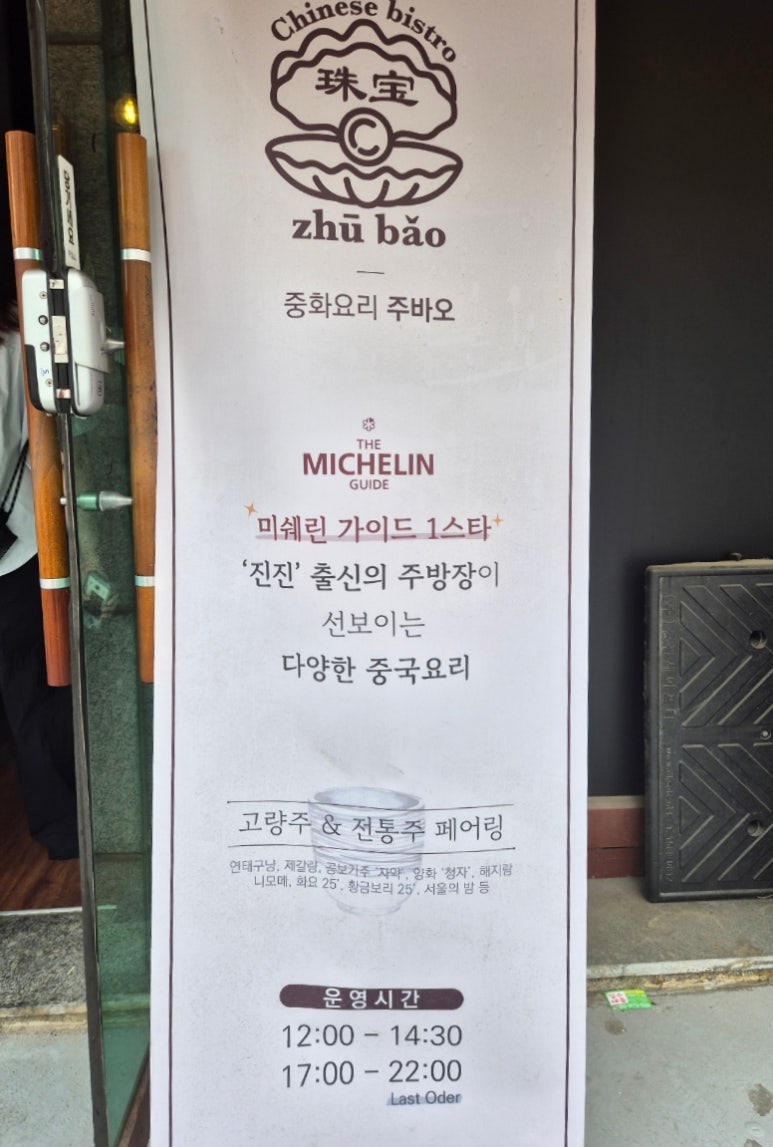 Chinese bistro
珠宝
zhū bǎo
중화요리 주바오
THE
MICHELIN
GUIDE
미쉐린 가이드 1스타
‘진진’ 출신의 주방장이
선보이는
다양한 중국요리
고량주 & 전통주 페어링
연태구냥, 제갈량, 공보가주 '자약', 양화 '청자', 해지람
니모메, 화요 25˚, 황금보리 25˚, 서울의 밤 등
운영시간
12:00 - 14:30
17:00 - 22:00
Last Oder